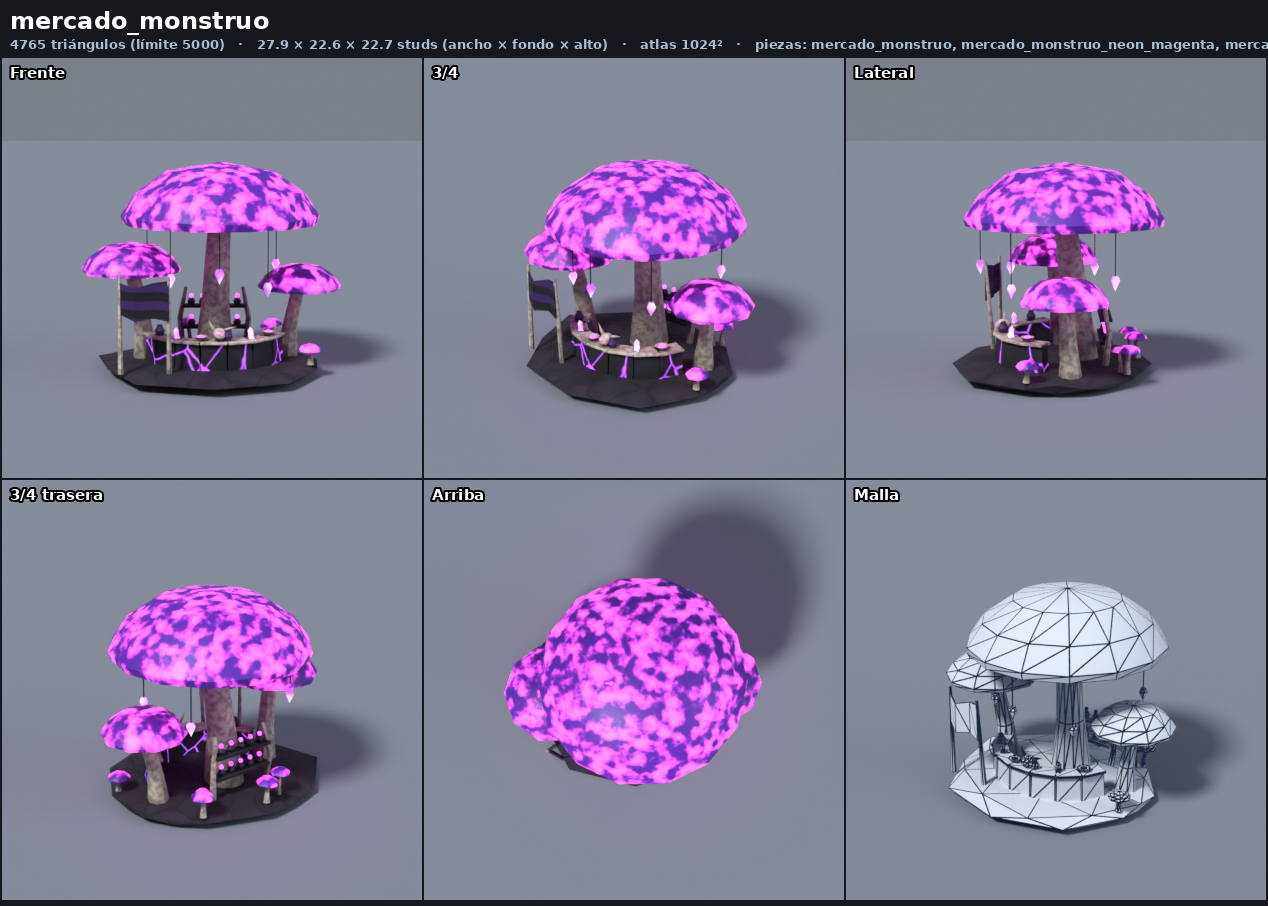 mercado_monstruo
4765 triángulos (límite 5000) · 27.9 × 22.6 × 22.7 studs (ancho × fondo × alto) · atlas 1024² · piezas: mercado_monstruo, mercado_monstruo_neon_magenta, merca
Frente
3/4
Lateral
3/4 trasera
Arriba
Malla